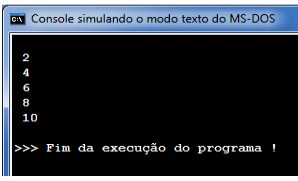 Console simulando o modo texto do MS-DOS
2
4
6
8
10
>>> Fim da execução do programa !